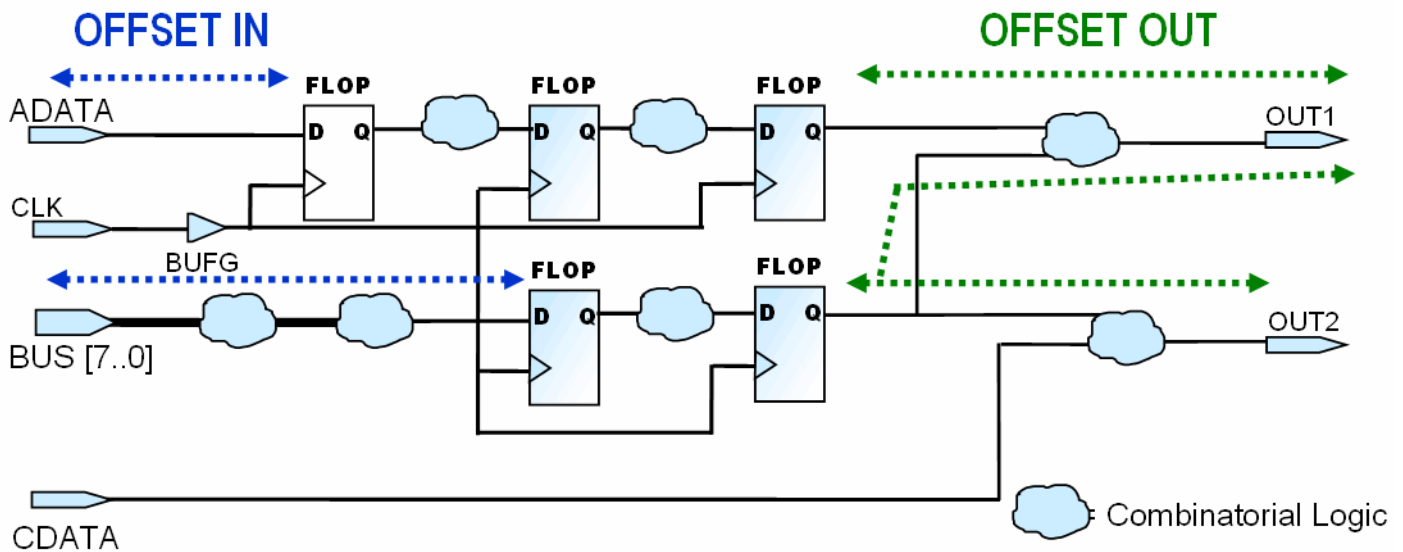 OFFSET IN
OFFSET OUT
FLOP
FLOP
FLOP
ADATA
D Q
D Q
D Q
OUT1
CLK
BUFG
FLOP
FLOP
D Q
D Q
OUT2
BUS [7..0]
CDATA
= Combinatorial Logic